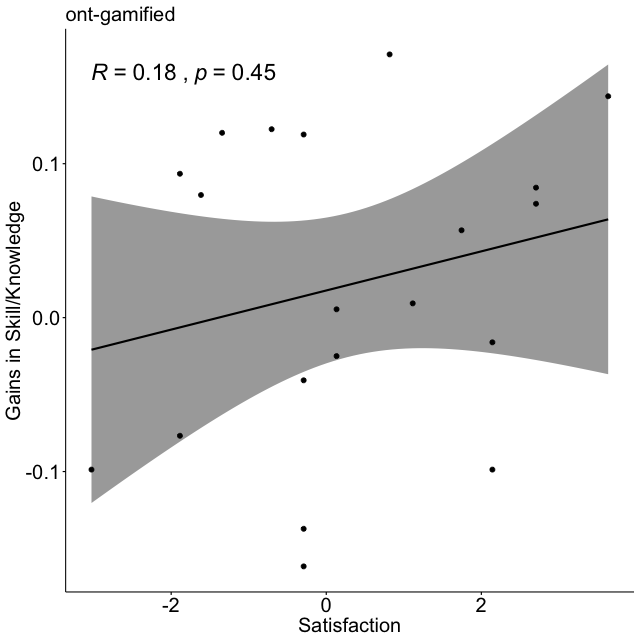 ont-gamified
R = 0.18 , p = 0.45
Gains in Skill/Knowledge
0.1
0.0
-0.1
-2
0
2
Satisfaction